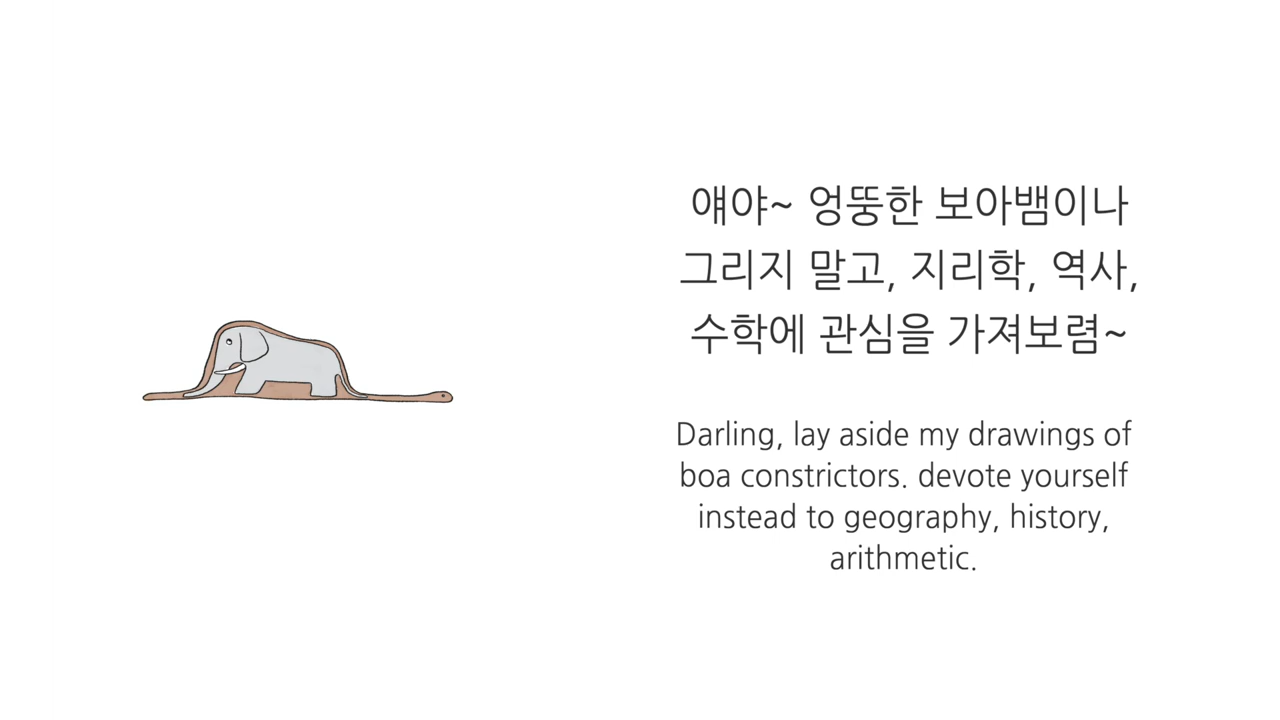 얘야~ 엉뚱한 보아뱀이나
그리지 말고, 지리학, 역사,
수학에 관심을 가져보렴~
Darling, lay aside my drawings of
boa constrictors. devote yourself
instead to geography, history,
arithmetic.